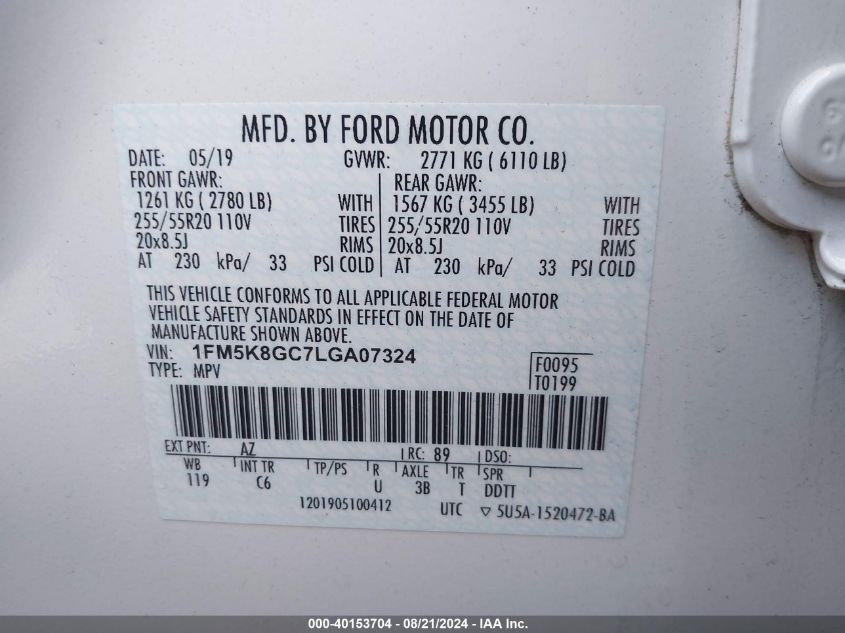 MFD. BY FORD MOTOR CO.
DATE: 05/19 GVWR: 2771 KG ( 6110 LB)
FRONT GAWR: REAR GAWR:
1261 KG ( 2780 LB) WITH 1567 KG ( 3455 LB) WITH
255/55R20 110V TIRES 255/55R20 110V TIRES
20x8.5J RIMS 20x8.5J RIMS
AT 230 kPa/ 33 PSI COLD AT 230 kPa/ 33 PSI COLD
THIS VEHICLE CONFORMS TO ALL APPLICABLE FEDERAL MOTOR
VEHICLE SAFETY STANDARDS IN EFFECT ON THE DATE OF
MANUFACTURE SHOWN ABOVE.
VIN: 1FM5K8GC7LGA07324 F0095
TYPE: MPV T0199
EXT PNT: AZ RC: 89 DSO:
WB INT TR TP/PS R AXLE TR SPR
119 C6 U 3B T DDTT
1201905100412 UTC ▽ 5U5A-1520472-BA
000-40153704 - 08/21/2024 - IAA Inc.